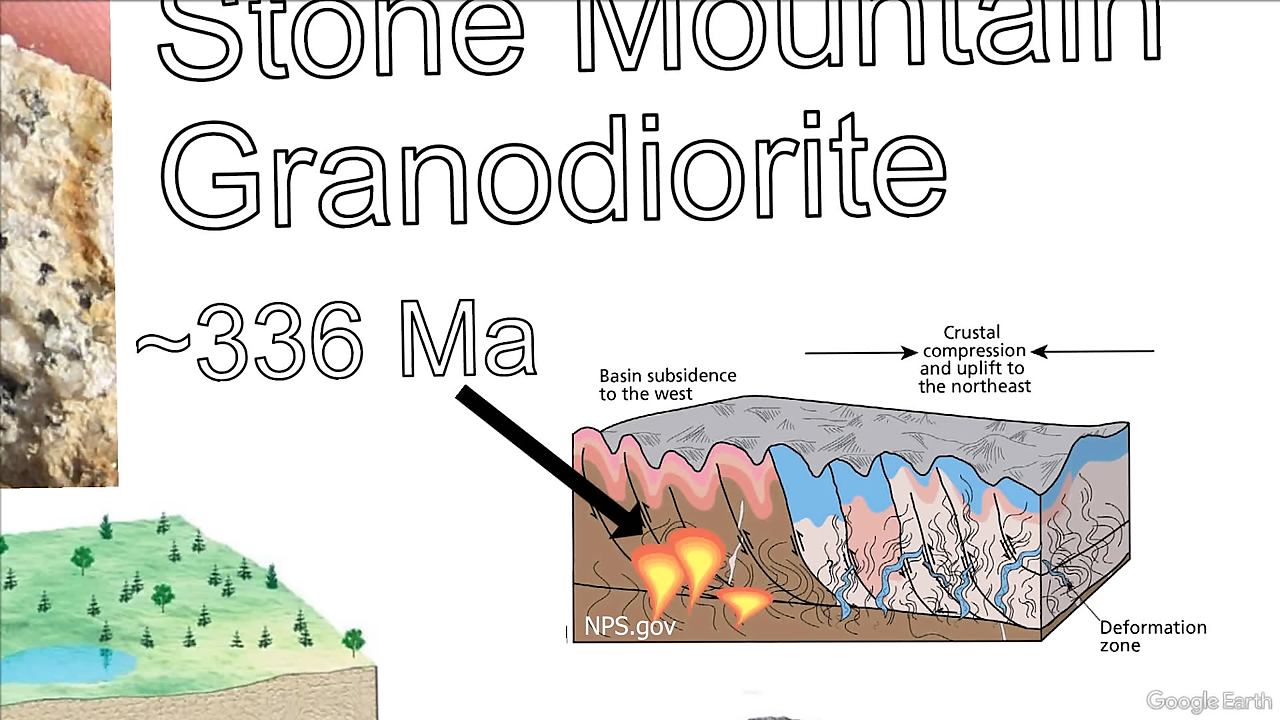 Stone Mountain
Granodiorite
~336 Ma
Crustal
compression
and uplift to
the northeast
Basin subsidence
to the west
NPS.gov
Deformation
zone
Google Earth